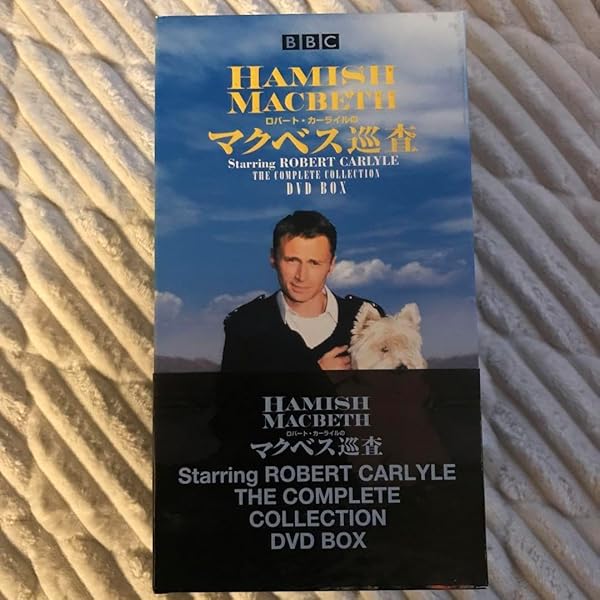 BBC
HAMISH
MACBETH
ロバート・カーライルの
マクベス巡査
Starring ROBERT CARLYLE
THE COMPLETE COLLECTION
DVD BOX
HAMISH
MACBETH
ロバート・カーライルの
マクベス巡査
Starring ROBERT CARLYLE
THE COMPLETE
COLLECTION
DVD BOX